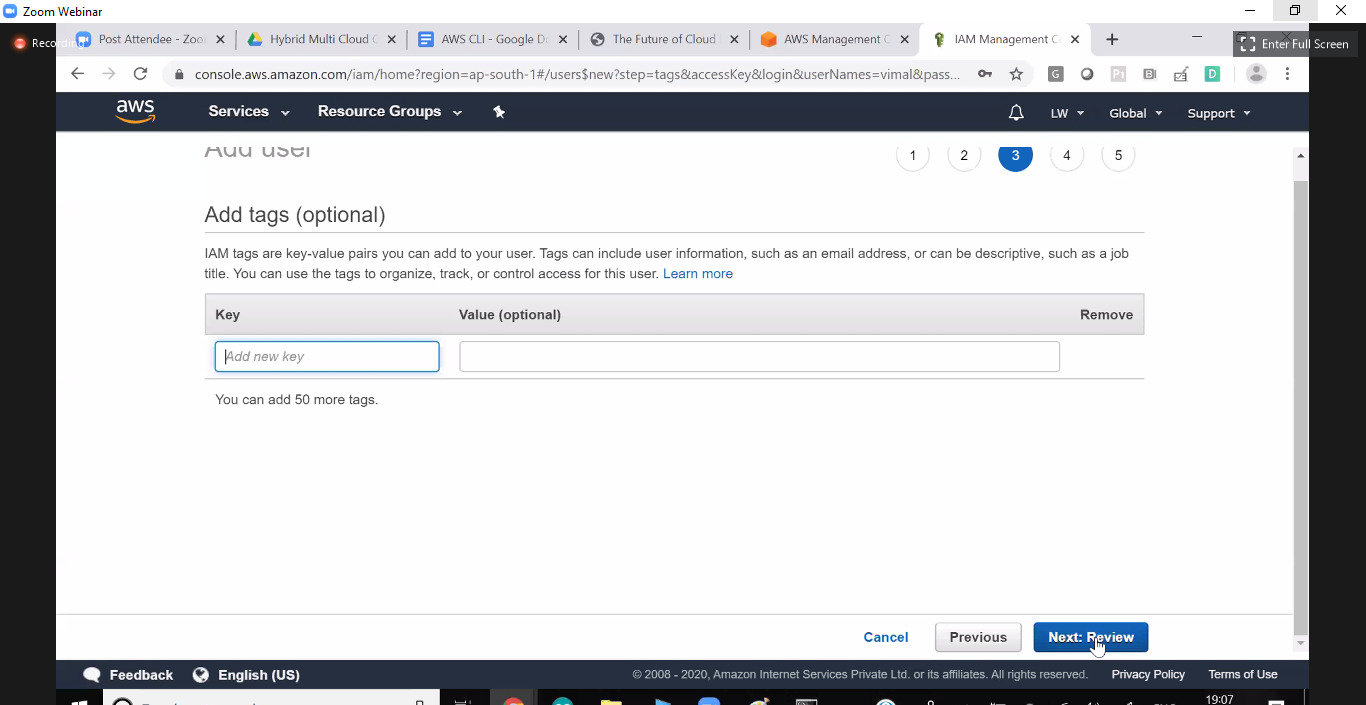 Zoom Webinar
Recording
Post Attendee - Zoo
Hybrid Multi Cloud C
AWS CLI - Google D
The Future of Cloud
AWS Management C
IAM Management C
Enter Full Screen
console.aws.amazon.com/iam/home?region=ap-south-1#/users$new?step=tags&accessKey&login&userNames=vimal&pass...
aws
Services
Resource Groups
LW
Global
Support
Add user
1
2
3
4
5
Add tags (optional)
IAM tags are key-value pairs you can add to your user. Tags can include user information, such as an email address, or can be descriptive, such as a job
title. You can use the tags to organize, track, or control access for this user. Learn more
Key
Value (optional)
Remove
Add new key
You can add 50 more tags.
Cancel
Previous
Next: Review
Feedback
English (US)
© 2008 - 2020, Amazon Internet Services Private Ltd. or its affiliates. All rights reserved.
Privacy Policy
Terms of Use
19:07